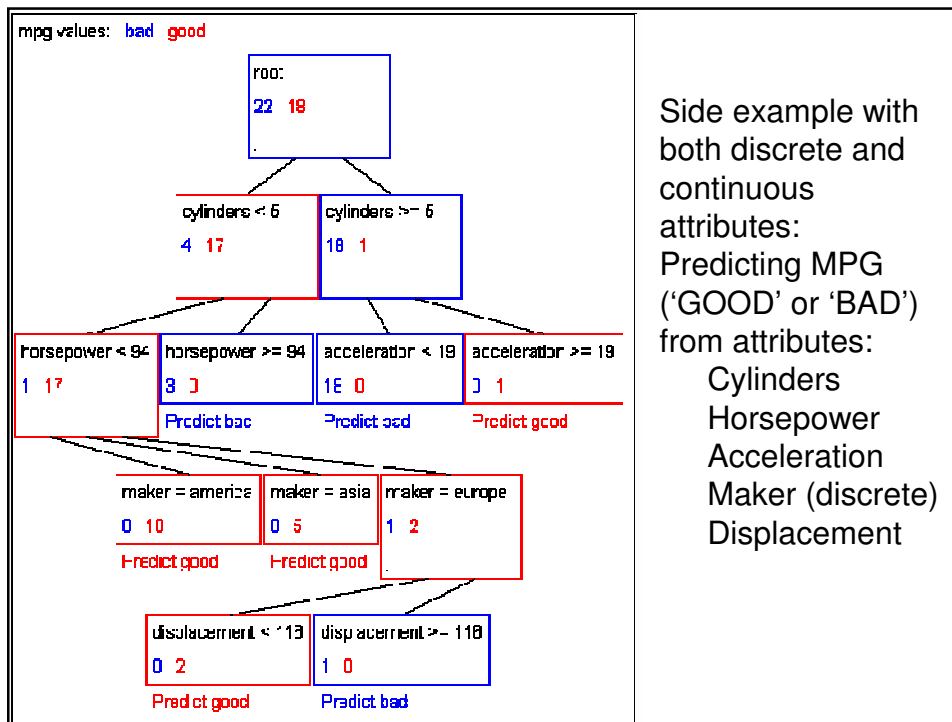 mpg values: bad good
root
22 18
cylinders < 5 cylinders >= 5
4 17 18 1
horsepower < 94 horsepower >= 94 acceleration < 19 acceleration >= 19
1 17 3 0 18 0 0 1
Predict bad Predict bad Predict good
maker = america maker = asia maker = europe
0 10 0 5 1 2
Predict good Predict good
displacement < displacement >=
0 2 1 0
Predict good Predict bad
Side example with
both discrete and
continuous
attributes:
Predicting MPG
(‘GOOD’ or ‘BAD’)
from attributes:
Cylinders
Horsepower
Acceleration
Maker (discrete)
Displacement